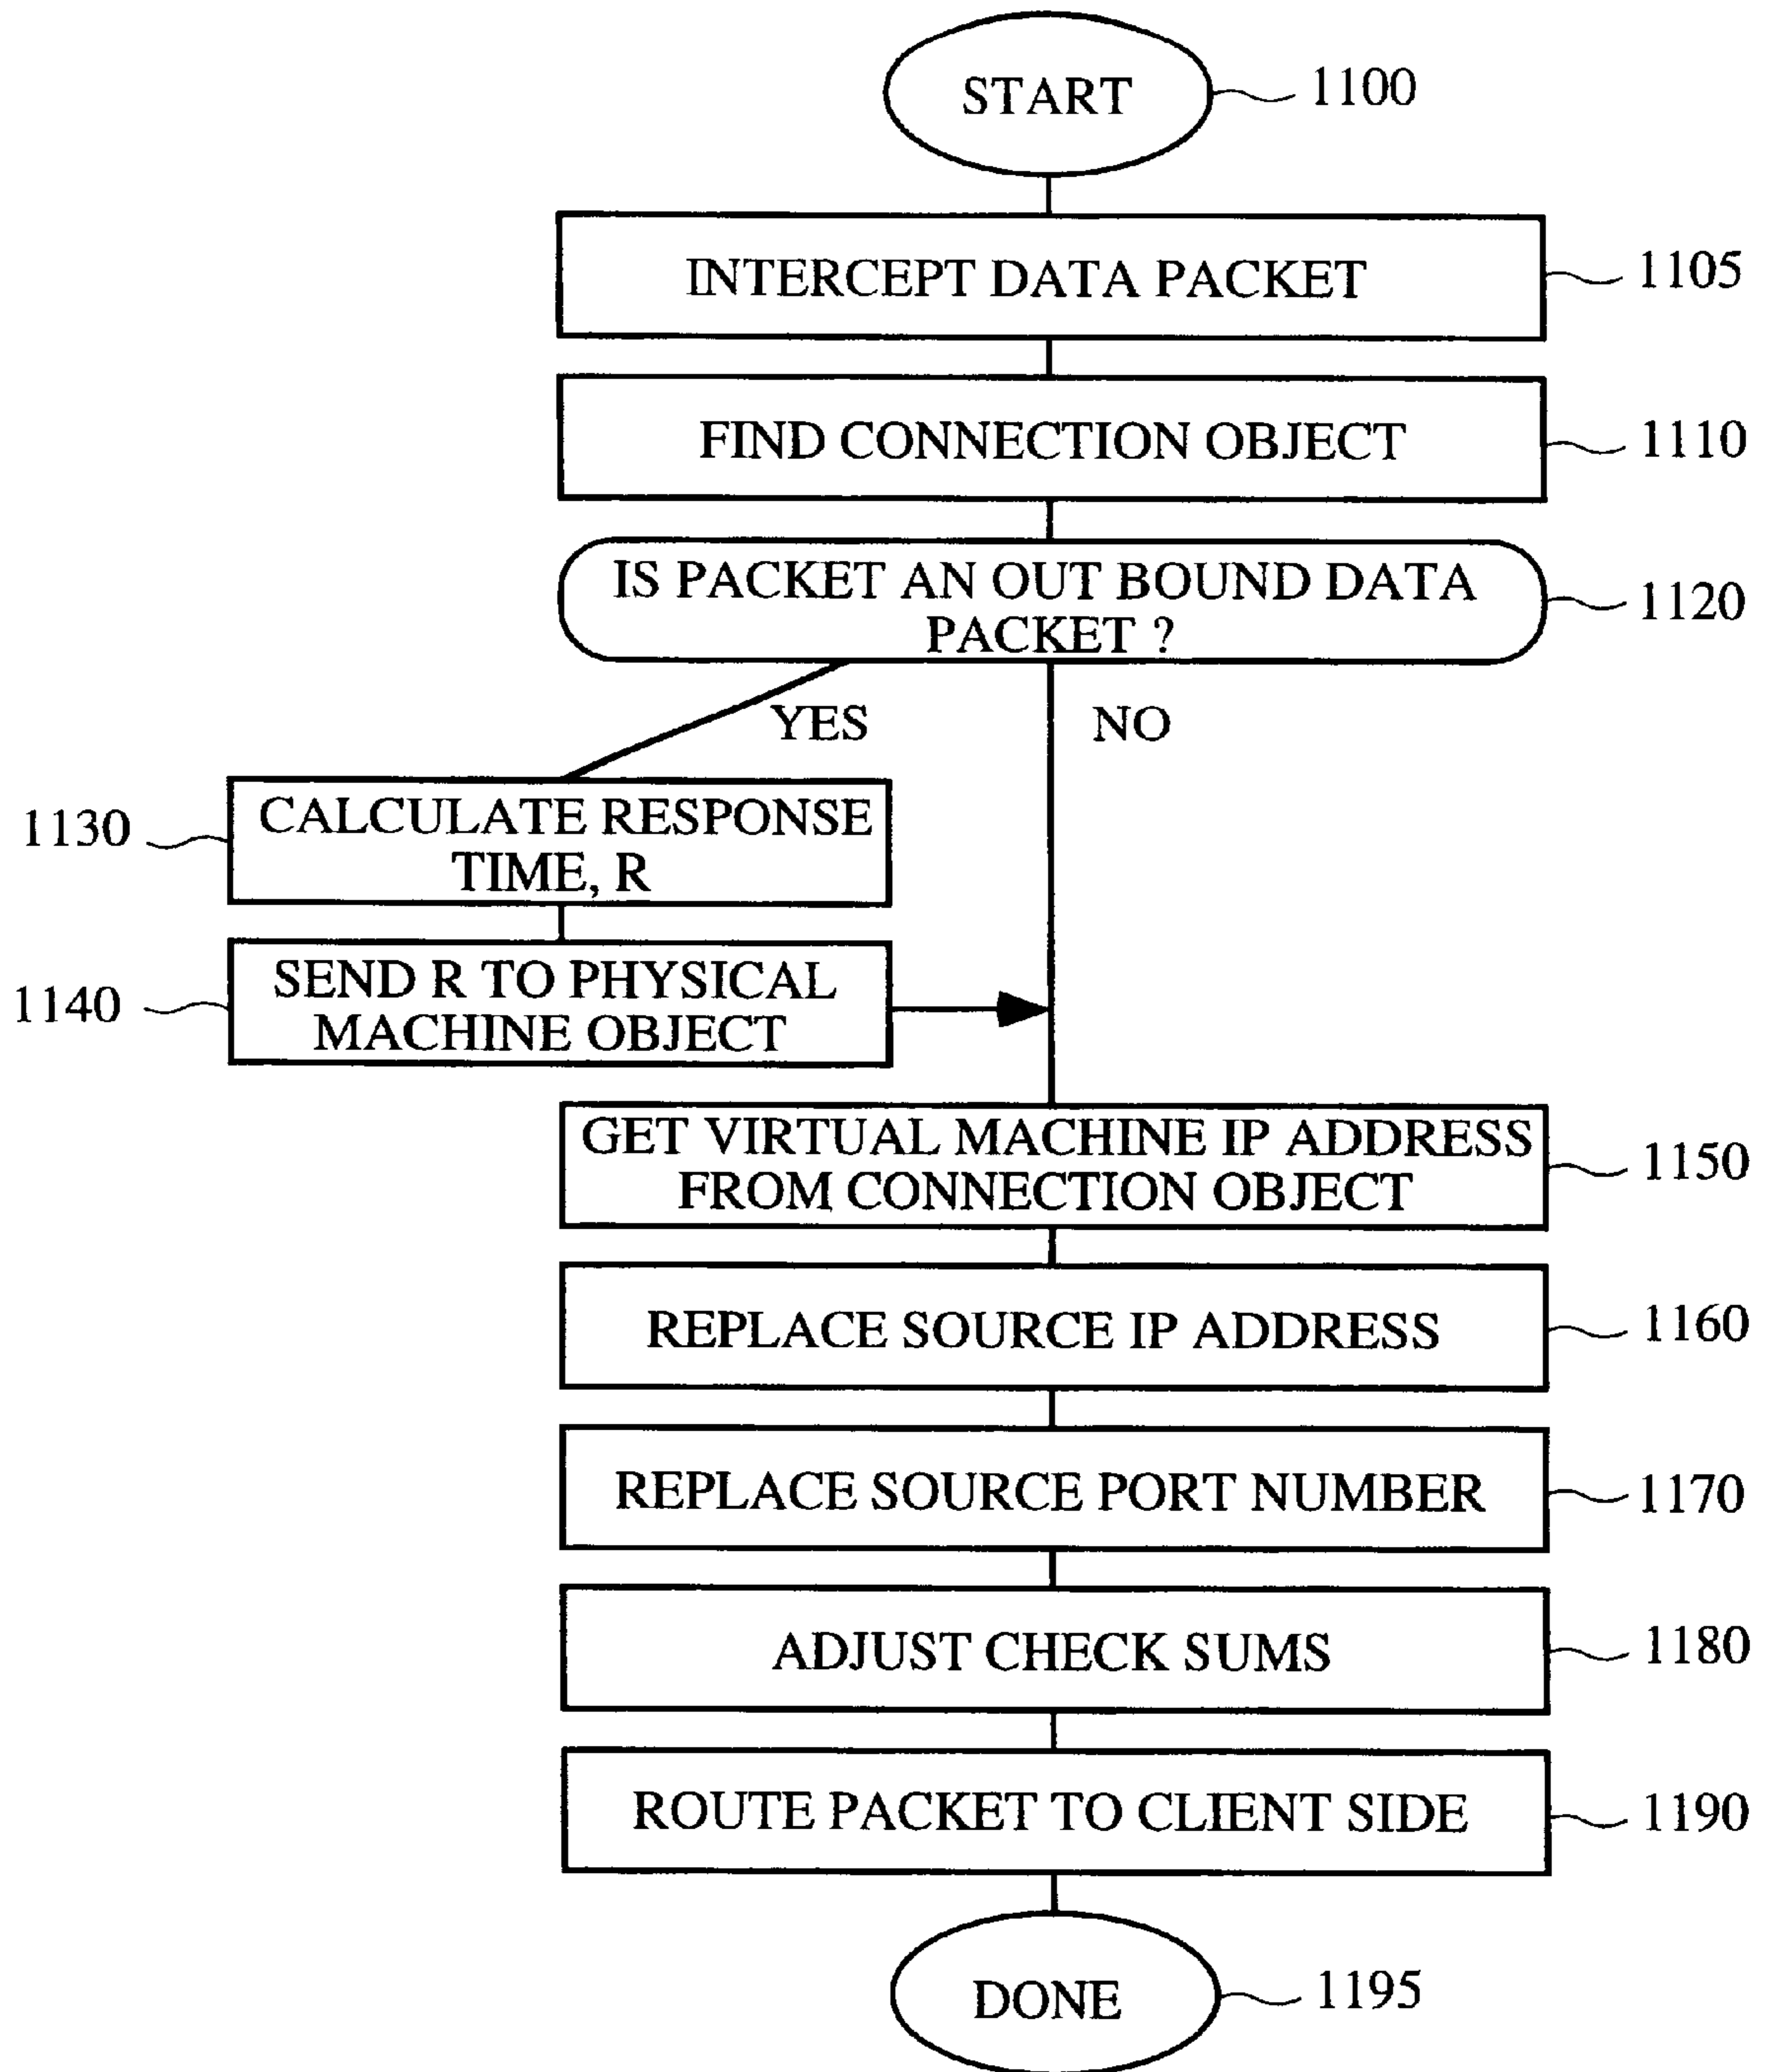 START
1100
INTERCEPT DATA PACKET
1105
FIND CONNECTION OBJECT
1110
IS PACKET AN OUT BOUND DATA
PACKET ?
1120
YES
NO
CALCULATE RESPONSE
TIME, R
1130
SEND R TO PHYSICAL
MACHINE OBJECT
1140
GET VIRTUAL MACHINE IP ADDRESS
FROM CONNECTION OBJECT
1150
REPLACE SOURCE IP ADDRESS
1160
REPLACE SOURCE PORT NUMBER
1170
ADJUST CHECK SUMS
1180
ROUTE PACKET TO CLIENT SIDE
1190
DONE
1195